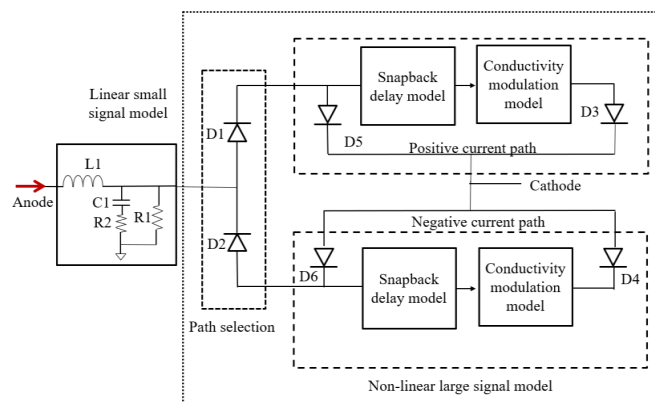 Linear small
signal model
L1
C1
R2
R1
Anode
D1
D2
Path selection
Snapback
delay model
Conductivity
modulation
model
D3
D5
Positive current path
Cathode
Negative current path
D6
Snapback
delay model
Conductivity
modulation
model
D4
Non-linear large signal model